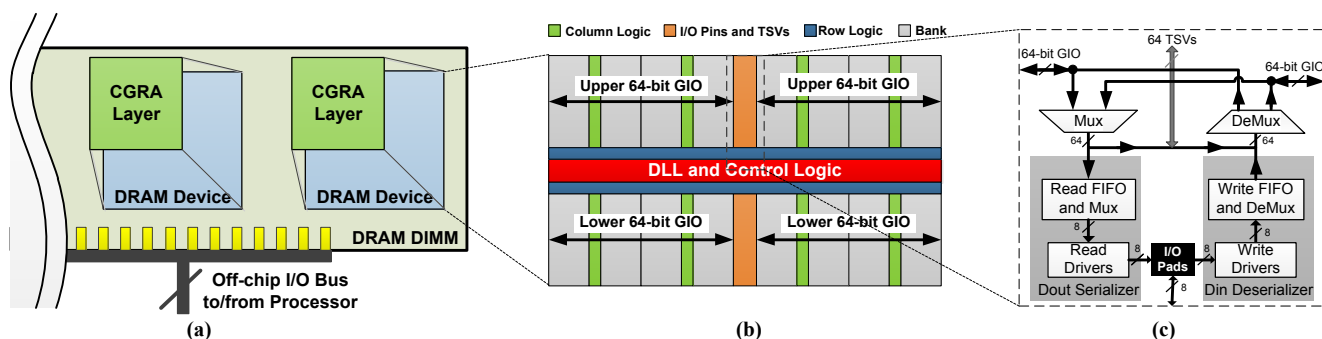 CGRA
Layer
DRAM Device
CGRA
Layer
DRAM Device
DRAM DIMM
Off-chip I/O Bus
to/from Processor
(a)
Column Logic
I/O Pins and TSVs
Row Logic
Bank
Upper 64-bit GIO
Upper 64-bit GIO
DLL and Control Logic
Lower 64-bit GIO
Lower 64-bit GIO
(b)
64 TSVs
64-bit GIO
64-bit GIO
Mux
DeMux
64
64
Read FIFO
and Mux
Write FIFO
and DeMux
8
8
Read
Drivers
8
I/O
Pads
8
Write
Drivers
Dout Serializer
8
Din Deserializer
(c)